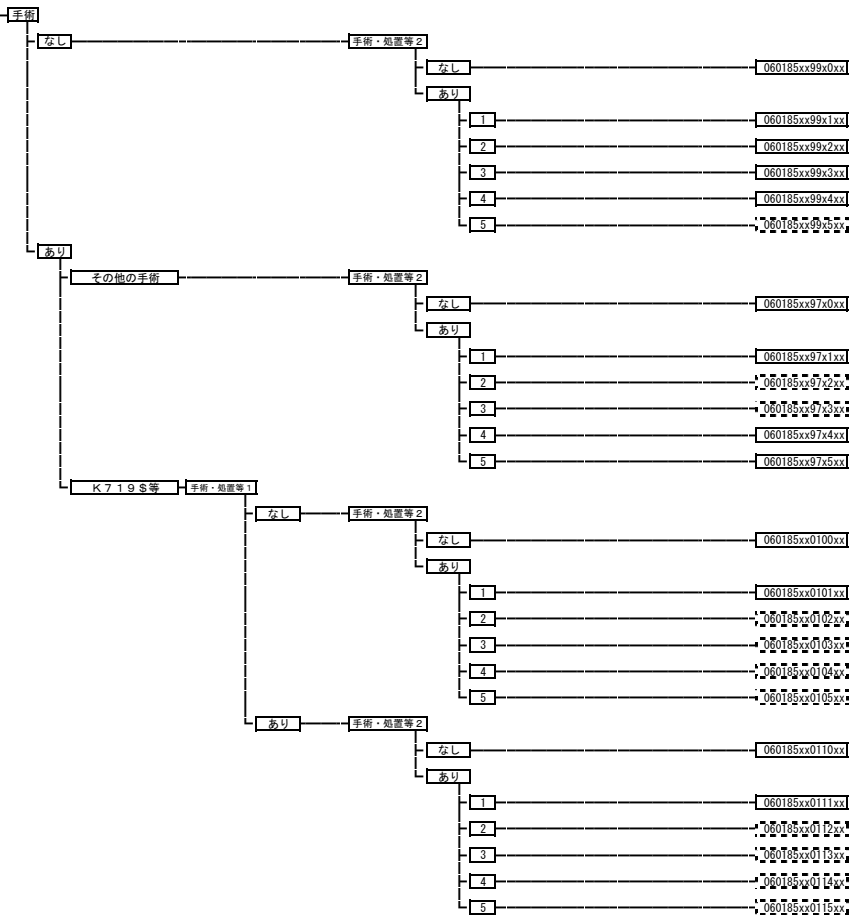 手術
なし 手術・処置等２
なし 060185xx99x0xx
あり
1 060185xx99x1xx
2 060185xx99x2xx
3 060185xx99x3xx
4 060185xx99x4xx
5 060185xx99x5xx
あり
その他の手術 手術・処置等２
なし 060185xx97x0xx
あり
1 060185xx97x1xx
2 060185xx97x2xx
3 060185xx97x3xx
4 060185xx97x4xx
5 060185xx97x5xx
Ｋ７１９＄等 手術・処置等１
なし 手術・処置等２
なし 060185xx0100xx
あり
1 060185xx0101xx
2 060185xx0102xx
3 060185xx0103xx
4 060185xx0104xx
5 060185xx0105xx
あり 手術・処置等２
なし 060185xx0110xx
あり
1 060185xx0111xx
2 060185xx0112xx
3 060185xx0113xx
4 060185xx0114xx
5 060185xx0115xx